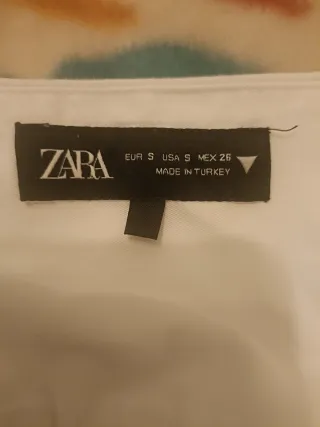 ZARA
EUR S USA S MEX 26
MADE IN TURKEY